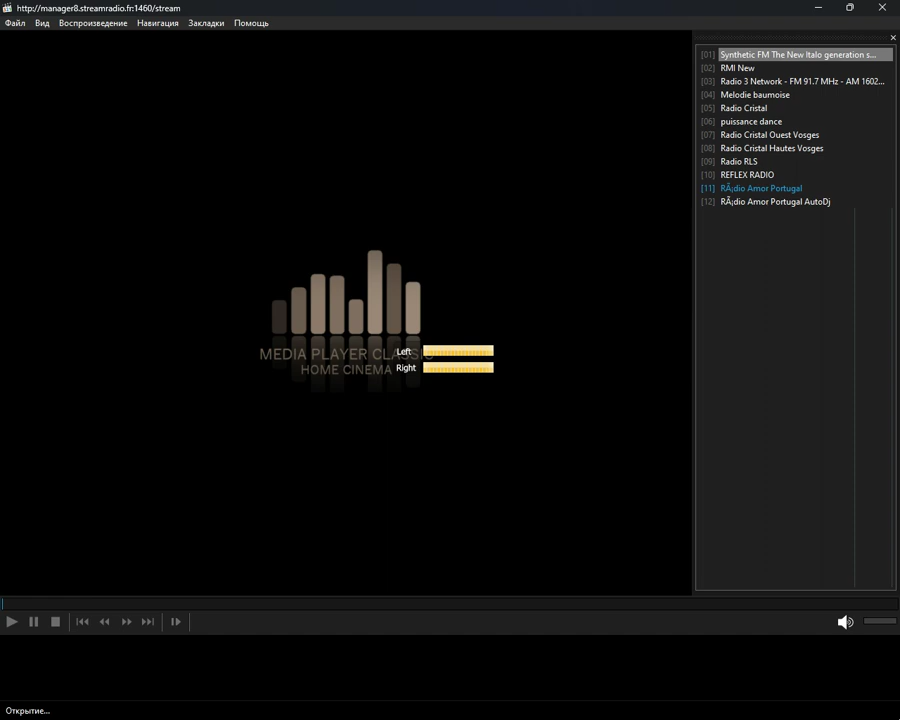 http://manager8.streamradio.fr:1460/stream
Файл Вид Воспроизведение Навигация Закладки Помощь
[01] Synthetic FM The New Italo generation s...
[02] RMI New
[03] Radio 3 Network - FM 91.7 MHz - AM 1602...
[04] Melodie baumoise
[05] Radio Cristal
[06] puissance dance
[07] Radio Cristal Ouest Vosges
[08] Radio Cristal Hautes Vosges
[09] Radio RLS
[10] REFLEX RADIO
[11] RÃ¡dio Amor Portugal
[12] RÃ¡dio Amor Portugal AutoDj
MEDIA PLAYER CLASSIC
HOME CINEMA
Left
Right
Открытие...